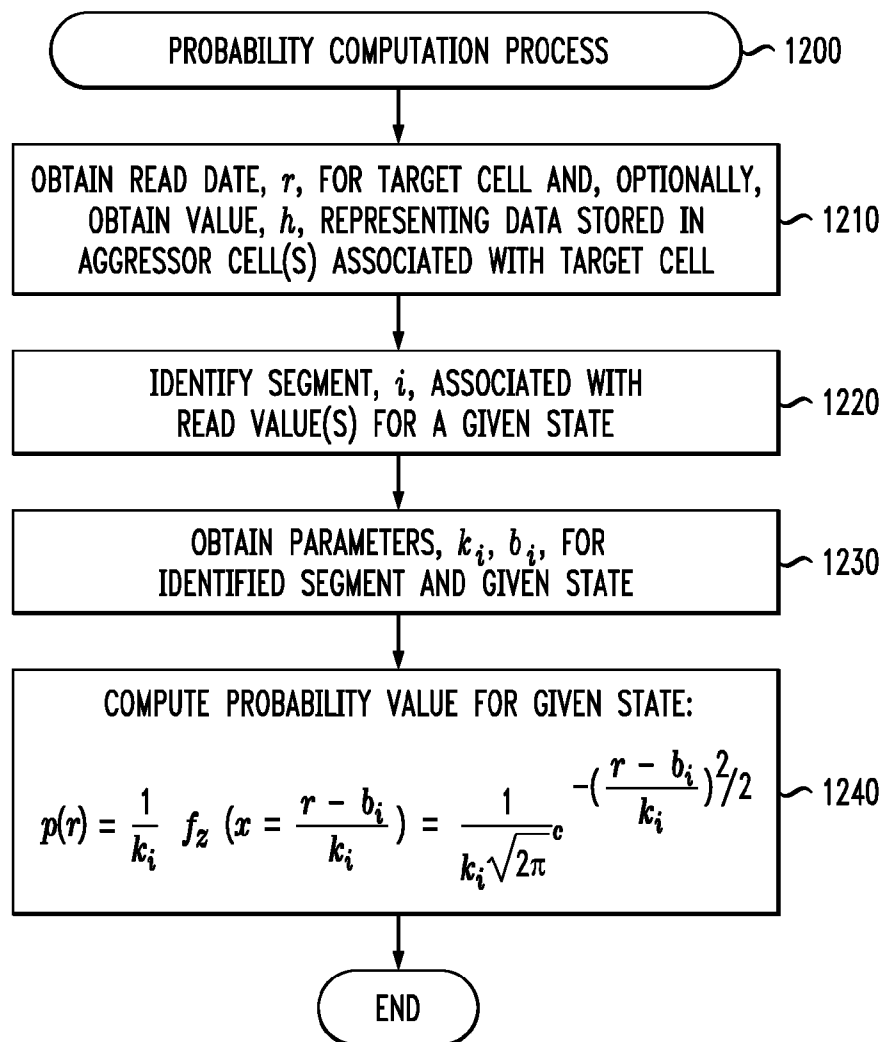 PROBABILITY COMPUTATION PROCESS
1200
OBTAIN READ DATE, r, FOR TARGET CELL AND, OPTIONALLY,
OBTAIN VALUE, h, REPRESENTING DATA STORED IN
AGGRESSOR CELL(S) ASSOCIATED WITH TARGET CELL
1210
IDENTIFY SEGMENT, i, ASSOCIATED WITH
READ VALUE(S) FOR A GIVEN STATE
1220
OBTAIN PARAMETERS, k_i, b_i, FOR
IDENTIFIED SEGMENT AND GIVEN STATE
1230
COMPUTE PROBABILITY VALUE FOR GIVEN STATE:
p(r) = 1/k_i f_z (x = (r - b_i)/k_i) = 1/(k_i√2π) c^-((r - b_i)/k_i)^2/2
1240
END